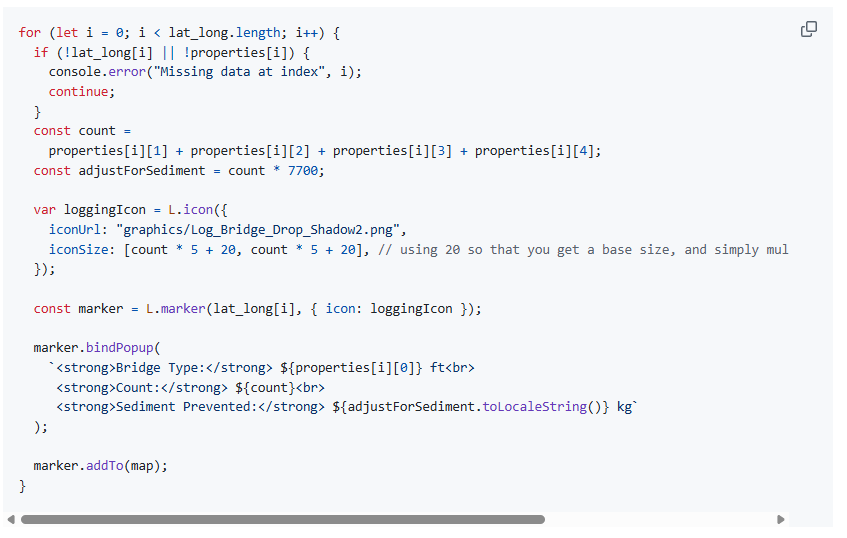 for (let i = 0; i < lat_long.length; i++) {
  if (!lat_long[i] || !properties[i]) {
    console.error("Missing data at index", i);
    continue;
  }
  const count =
    properties[i][1] + properties[i][2] + properties[i][3] + properties[i][4];
  const adjustForSediment = count * 7700;

  var loggingIcon = L.icon({
    iconUrl: "graphics/Log_Bridge_Drop_Shadow2.png",
    iconSize: [count * 5 + 20, count * 5 + 20], // using 20 so that you get a base size, and simply mul
  });

  const marker = L.marker(lat_long[i], { icon: loggingIcon });

  marker.bindPopup(
    `<strong>Bridge Type:</strong> ${properties[i][0]} ft<br>
     <strong>Count:</strong> ${count}<br>
     <strong>Sediment Prevented:</strong> ${adjustForSediment.toLocaleString()} kg`
  );

  marker.addTo(map);
}